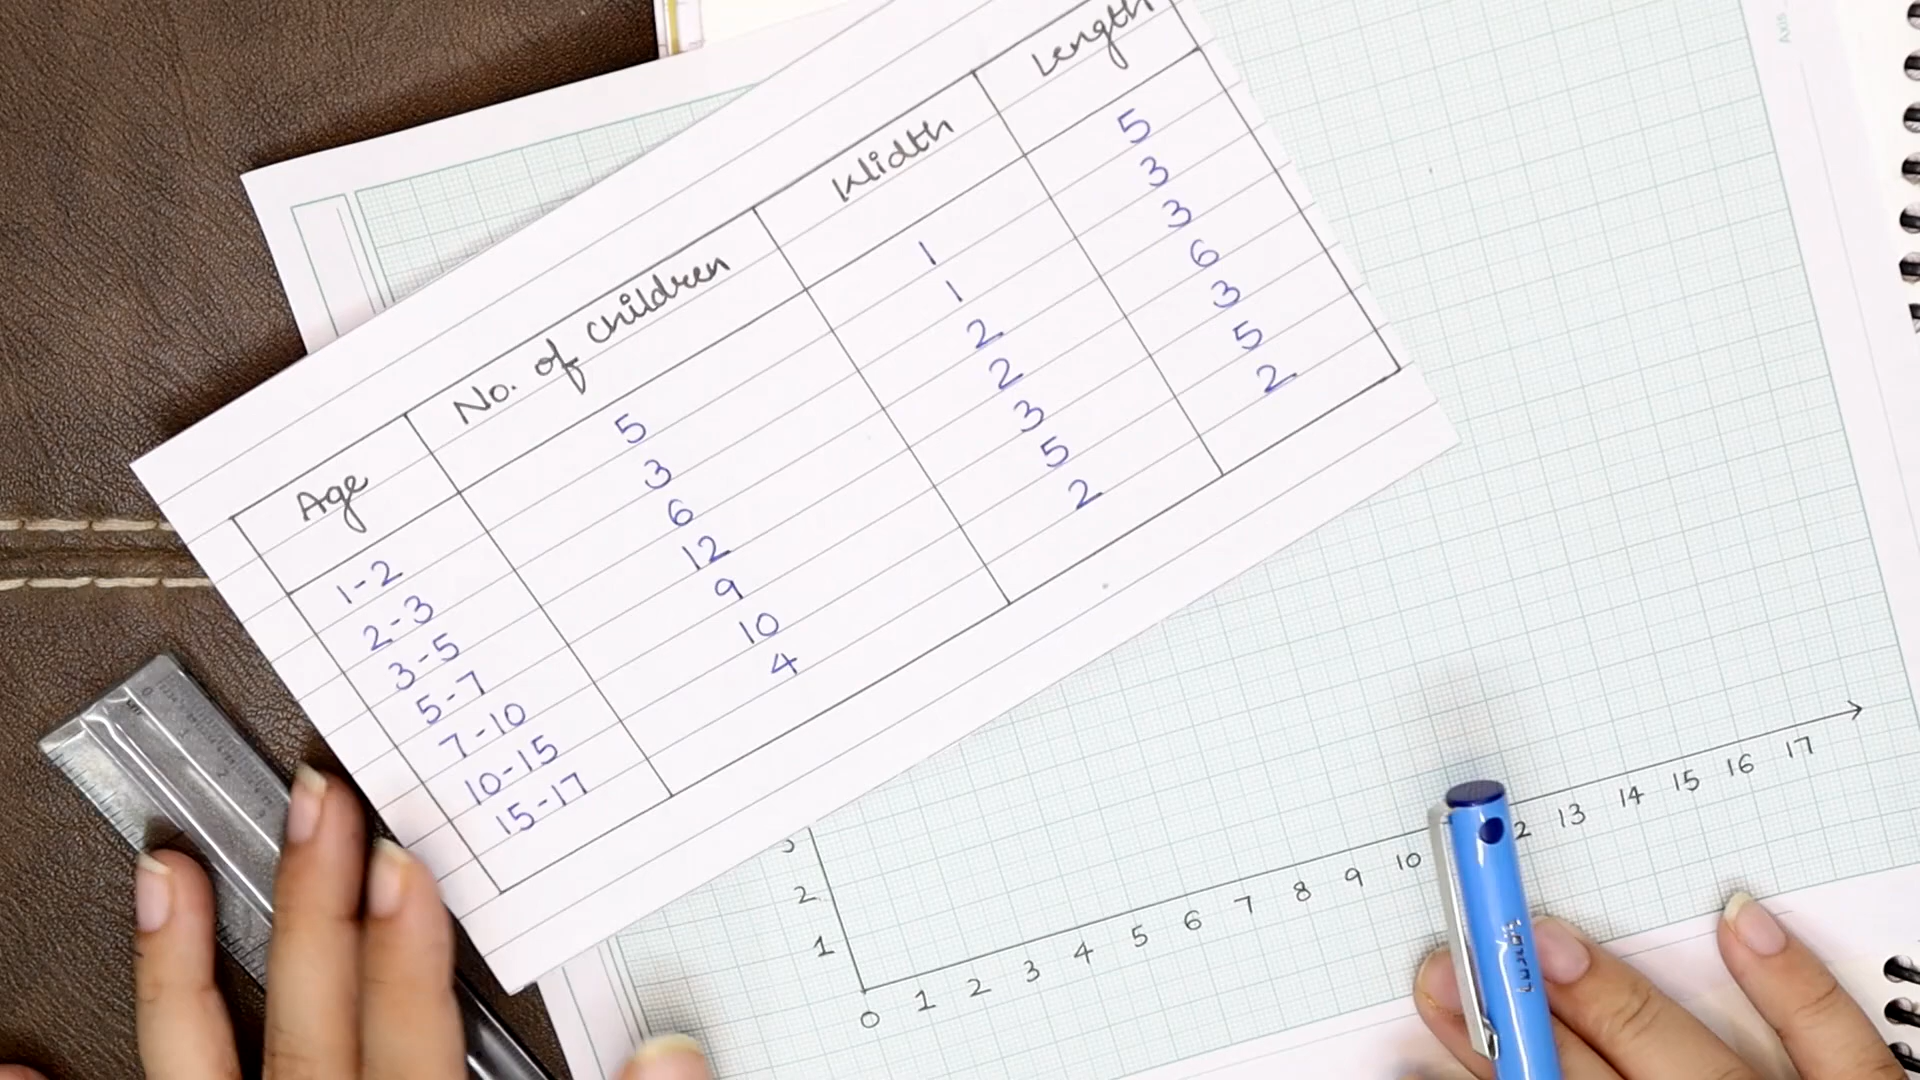 Age No. of children Width Length
1-2 5 1 5
2-3 3 1 3
3-5 6 2 3
5-7 12 2 6
7-10 9 3 3
10-15 10 5 5
15-17 4 2 2
3
2
1
0 1 2 3 4 5 6 7 8 9 10 2 13 14 15 16 17